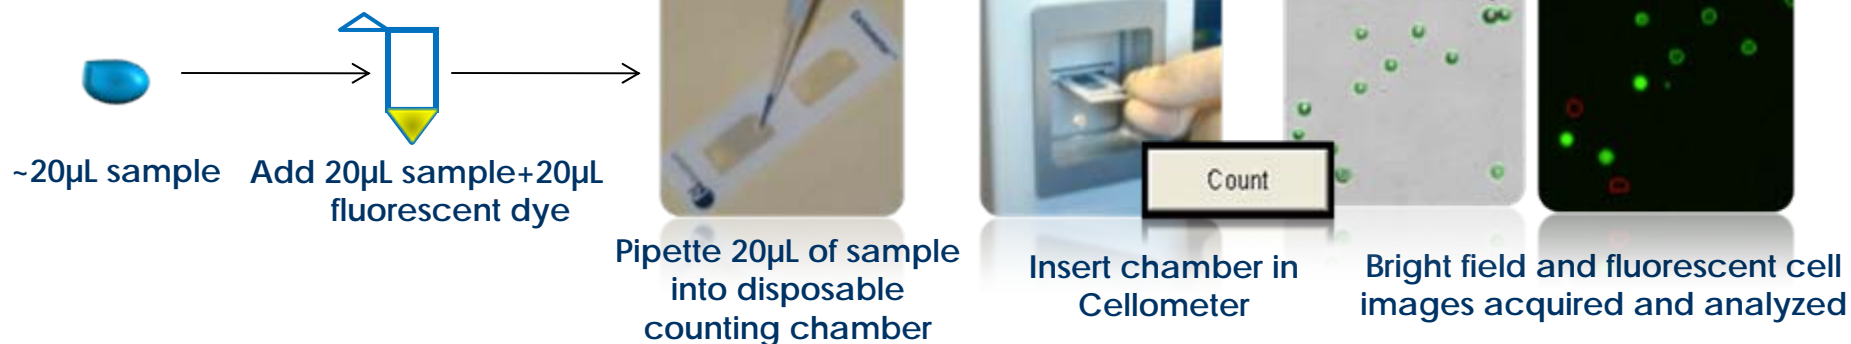 ~20µL sample
Add 20µL sample+20µL
fluorescent dye
Pipette 20µL of sample
into disposable
counting chamber
Count
Insert chamber in
Cellometer
Bright field and fluorescent cell
images acquired and analyzed